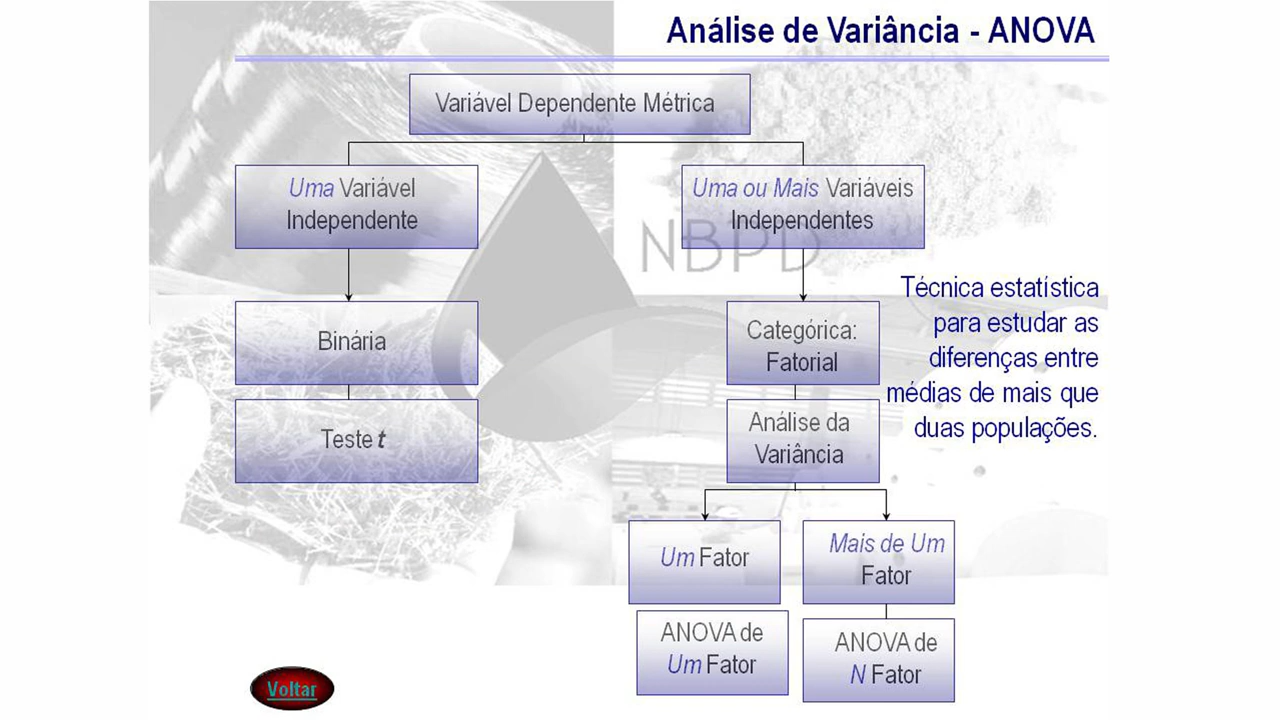 Análise de Variância - ANOVA
Variável Dependente Métrica
Uma Variável
Independente
Uma ou Mais Variáveis
Independentes
NBPD
Binária
Categórica:
Fatorial
Técnica estatística
para estudar as
diferenças entre
médias de mais que
duas populações.
Teste t
Análise da
Variância
Um Fator
Mais de Um
Fator
ANOVA de
Um Fator
ANOVA de
N Fator
Voltar